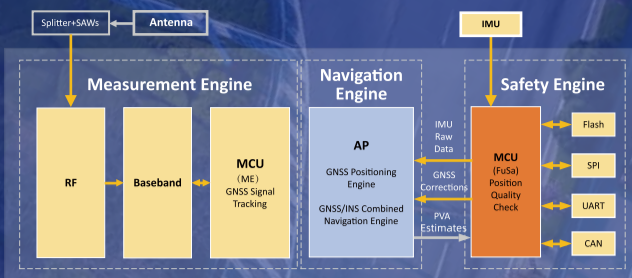 Splitter+SAWs
Antenna
IMU
Measurement Engine
Navigation
Engine
Safety Engine
RF
Baseband
MCU
(ME)
GNSS Signal
Tracking
AP
GNSS Positioning
Engine
GNSS/INS Combined
Navigation Engine
IMU
Raw
Data
GNSS
Corrections
PVA
Estimates
MCU
(FuSa)
Position
Quality
Check
Flash
SPI
UART
CAN